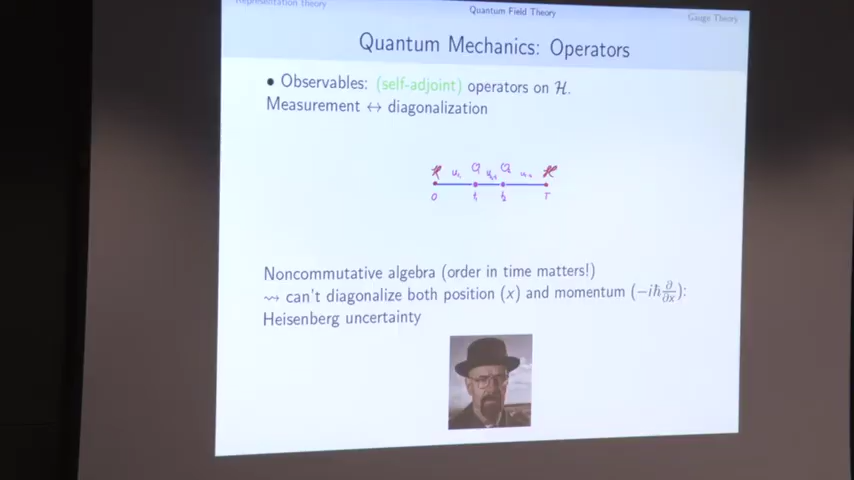 Representation theory
Quantum Field Theory
Gauge Theory
Quantum Mechanics: Operators
• Observables: (self-adjoint) operators on ℋ.
Measurement ↔ diagonalization
Noncommutative algebra (order in time matters!)
⇝ can't diagonalize both position (x) and momentum (−iℏ ∂/∂x):
Heisenberg uncertainty